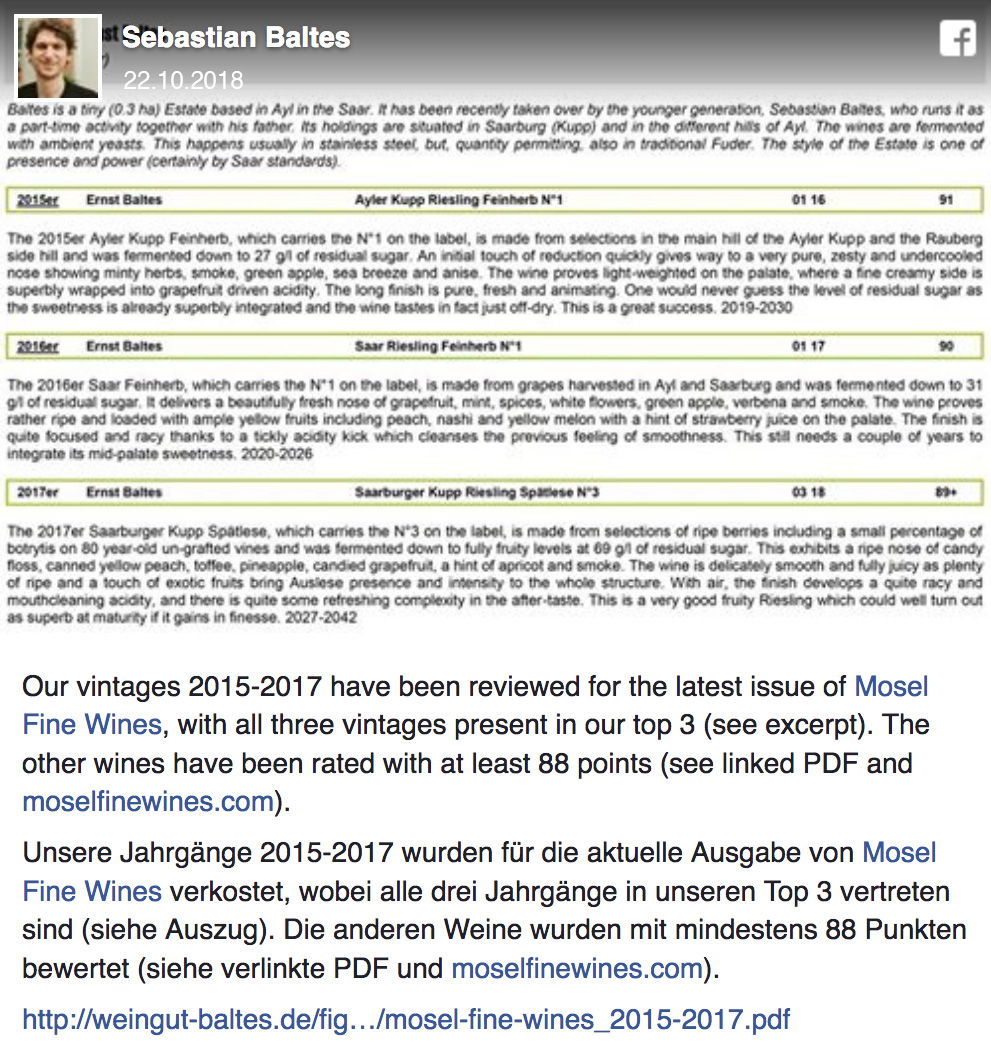 Sebastian Baltes
22.10.2018
Baltes is a tiny (0.3 ha) Estate based in Ayl in the Saar. It has been recently taken over by the younger generation, Sebastian Baltes, who runs it as
a part-time activity together with his father. Its holdings are situated in Saarburg (Kupp) and in the different hills of Ayl. The wines are fermented
with ambient yeasts. This happens usually in stainless steel, but, quantity permitting, also in traditional Fuder. The style of the Estate is one of
presence and power (certainly by Saar standards).
2015er Ernst Baltes Ayler Kupp Riesling Feinherb N°1 01 16 91
The 2015er Ayler Kupp Feinherb, which carries the N°1 on the label, is made from selections in the main hill of the Ayler Kupp and the Rauberg
side hill and was fermented down to 27 g/l of residual sugar. An initial touch of reduction quickly gives way to a very pure, zesty and undercooled
nose showing minty herbs, smoke, green apple, sea breeze and anise. The wine proves light-weighted on the palate, where a fine creamy side is
superbly wrapped into grapefruit driven acidity. The long finish is pure, fresh and animating. One would never guess the level of residual sugar as
the sweetness is already superbly integrated and the wine tastes in fact just off-dry. This is a great success. 2019-2030
2016er Ernst Baltes Saar Riesling Feinherb N°1 01 17 90
The 2016er Saar Feinherb, which carries the N°1 on the label, is made from grapes harvested in Ayl and Saarburg and was fermented down to 31
g/l of residual sugar. It delivers a beautifully fresh nose of grapefruit, mint, spices, white flowers, green apple, verbena and smoke. The wine proves
rather ripe and loaded with ample yellow fruits including peach, nashi and yellow melon with a hint of strawberry juice on the palate. The finish is
quite focused and racy thanks to a tickly acidity kick which cleanses the previous feeling of smoothness. This still needs a couple of years to
integrate its mid-palate sweetness. 2020-2026
2017er Ernst Baltes Saarburger Kupp Riesling Spätlese N°3 03 18 89+
The 2017er Saarburger Kupp Spätlese, which carries the N°3 on the label, is made from selections of ripe berries including a small percentage of
botrytis on 80 year-old un-grafted vines and was fermented down to fully fruity levels at 69 g/l of residual sugar. This exhibits a ripe nose of candy
floss, canned yellow peach, toffee, pineapple, candied grapefruit, a hint of apricot and smoke. The wine is delicately smooth and fully juicy as plenty
of ripe and a touch of exotic fruits bring Auslese presence and intensity to the whole structure. With air, the finish develops a quite racy and
mouthcleaning acidity, and there is quite some refreshing complexity in the after-taste. This is a very good fruity Riesling which could well turn out
as superb at maturity if it gains in finesse. 2027-2042
Our vintages 2015-2017 have been reviewed for the latest issue of Mosel
Fine Wines, with all three vintages present in our top 3 (see excerpt). The
other wines have been rated with at least 88 points (see linked PDF and
moselfinewines.com).
Unsere Jahrgänge 2015-2017 wurden für die aktuelle Ausgabe von Mosel
Fine Wines verkostet, wobei alle drei Jahrgänge in unseren Top 3 vertreten
sind (siehe Auszug). Die anderen Weine wurden mit mindestens 88 Punkten
bewertet (siehe verlinkte PDF und moselfinewines.com).
http://weingut-baltes.de/fig…/mosel-fine-wines_2015-2017.pdf